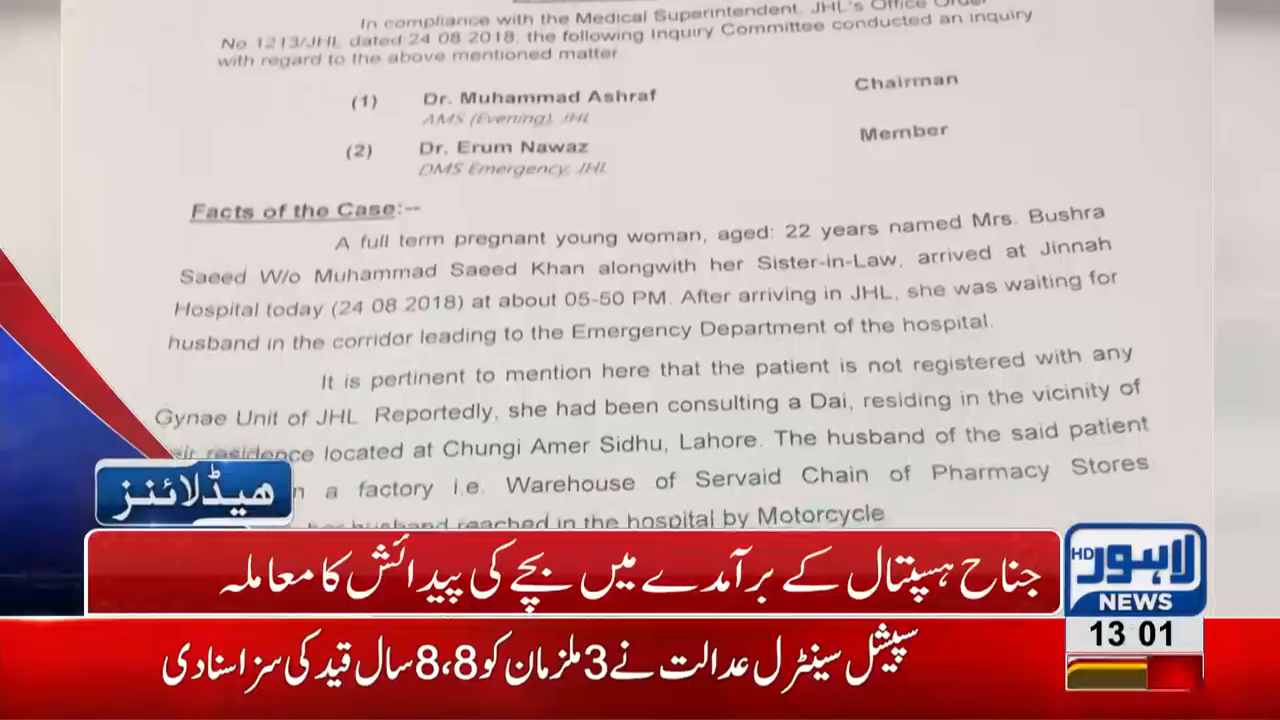 In compliance with the Medical Superintendent, JHL's Office Order
No 1213/JHL dated 24 08 2018, the following Inquiry Committee conducted an inquiry
with regard to the above mentioned matter
(1) Dr. Muhammad Ashraf Chairman
AMS (Evening), JHL
(2) Dr. Erum Nawaz Member
DMS Emergency, JHL
Facts of the Case:--
A full term pregnant young woman, aged: 22 years named Mrs. Bushra
Saeed W/o Muhammad Saeed Khan alongwith her Sister-in-Law, arrived at Jinnah
Hospital today (24 08 2018) at about 05-50 PM. After arriving in JHL, she was waiting for
husband in the corridor leading to the Emergency Department of the hospital.
It is pertinent to mention here that the patient is not registered with any
Gynae Unit of JHL Reportedly, she had been consulting a Dai, residing in the vicinity of
residence located at Chungi Amer Sidhu, Lahore. The husband of the said patient
a factory i.e. Warehouse of Servaid Chain of Pharmacy Stores
husband reached in the hospital by Motorcycle
ہیڈلائنز
جناح ہسپتال کے برآمدے میں بچے کی پیدائش کا معاملہ
لاہور HD
NEWS
13 01
سپیشل سینٹرل عدالت نے 3 ملزمان کو 8،8 سال قید کی سزا سنا دی